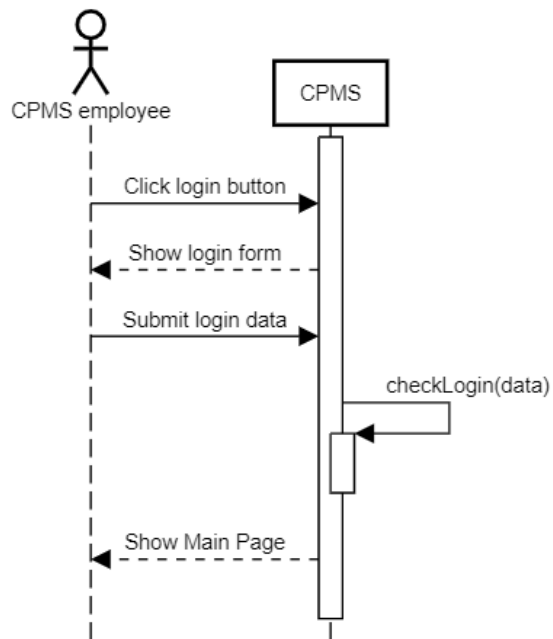 CPMS employee
CPMS
Click login button
Show login form
Submit login data
checkLogin(data)
Show Main Page